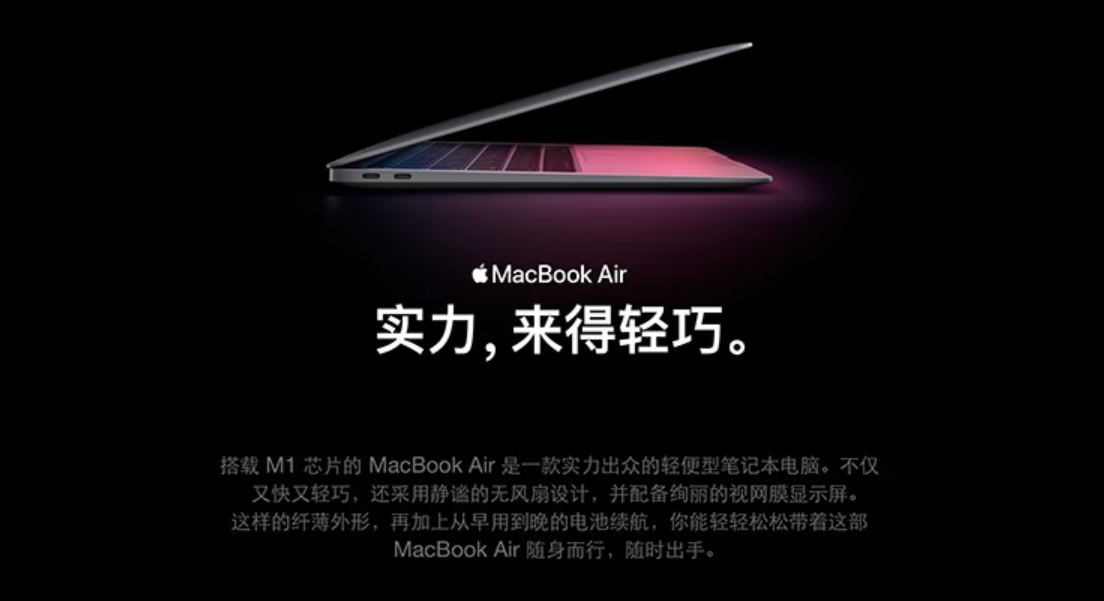 MacBook Air
实力，来得轻巧。
搭载 M1 芯片的 MacBook Air 是一款实力出众的轻便型笔记本电脑。不仅
又快又轻巧，还采用静谧的无风扇设计，并配备绚丽的视网膜显示屏。
这样的纤薄外形，再加上从早用到晚的电池续航，你能轻轻松松带着这部
MacBook Air 随身而行，随时出手。